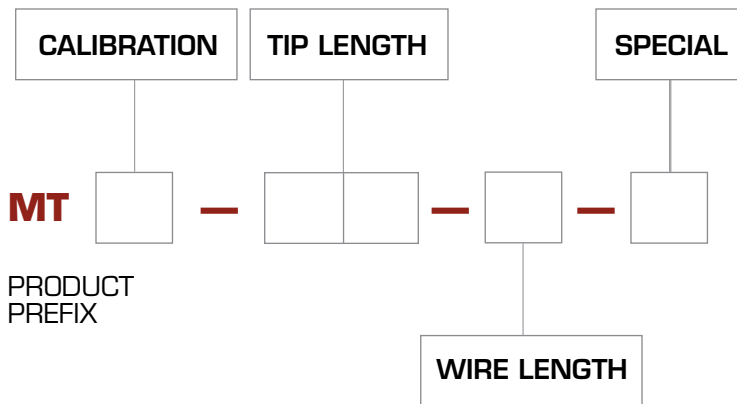 CALIBRATION
TIP LENGTH
SPECIAL
MT — — —
PRODUCT
PREFIX
WIRE LENGTH